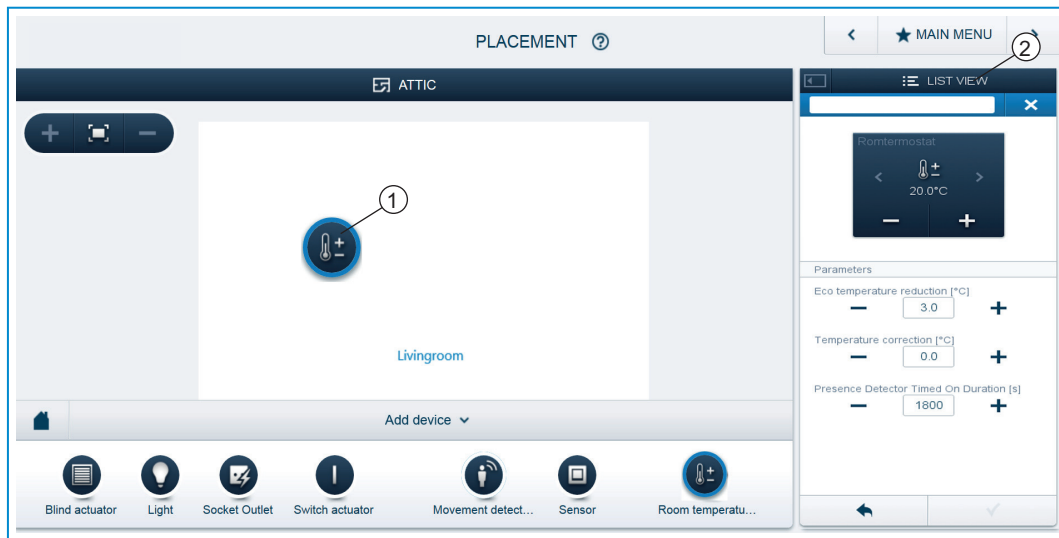 PLACEMENT ?
MAIN MENU
2
ATTIC
LIST VIEW
Romtermostat
20.0°C
1
Livingroom
Parameters
Eco temperature reduction [°C]
3.0
Temperature correction [°C]
0.0
Presence Detector Timed On Duration [s]
1800
Add device
Blind actuator
Light
Socket Outlet
Switch actuator
Movement detect...
Sensor
Room temperatu...